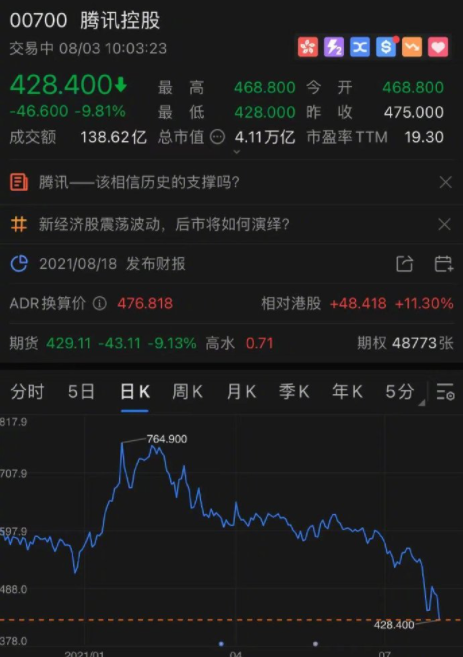 00700 腾讯控股
交易中 08/03 10:03:23
428.400 最高 468.800 今开 468.800
-46.600 -9.81% 最低 428.000 昨收 475.000
成交额 138.62亿 总市值 4.11万亿 市盈率TTM 19.30
腾讯——该相信历史的支撑吗?
新经济股震荡波动，后市将如何演绎?
2021/08/18 发布财报
ADR换算价 476.818 相对港股 +48.418 +11.30%
期货 429.11 -43.11 -9.13% 高水 0.71 期权 48773张
分时 5日 日K 周K 月K 季K 年K 5分
817.9
764.900
707.9
597.9
488.0
428.400
378.0
2021/01 04 07